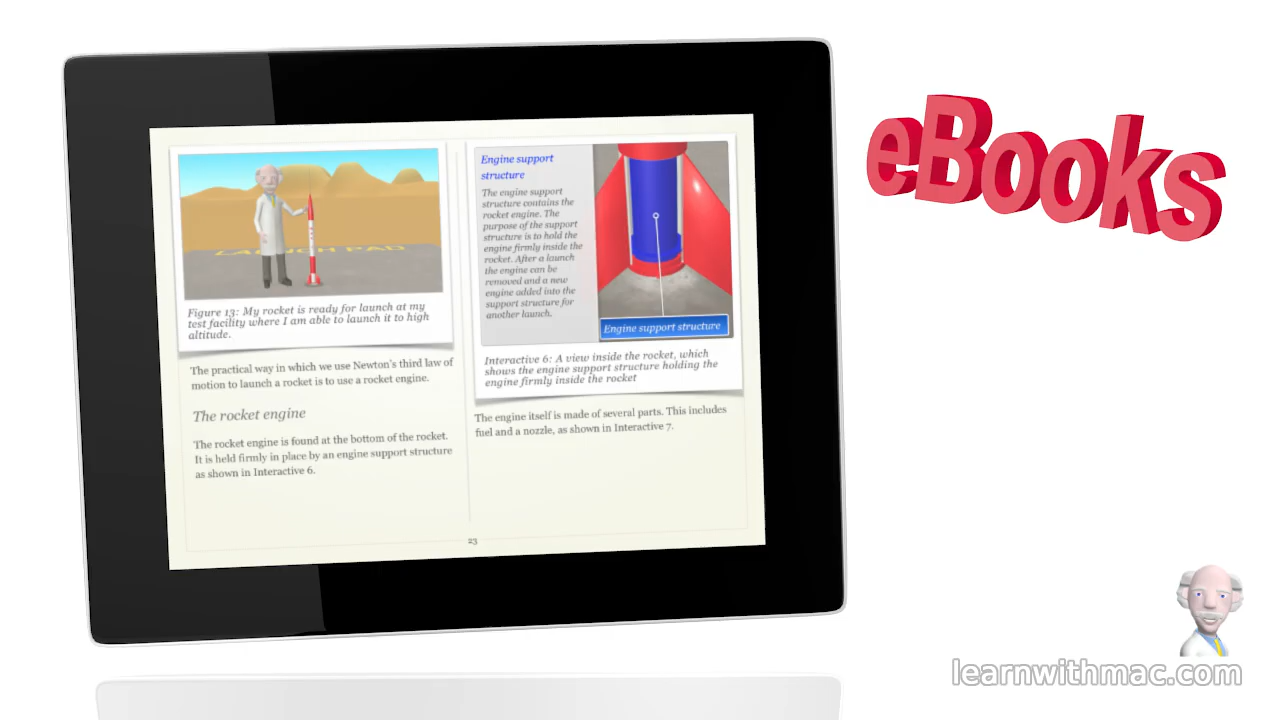 eBooks
LAUNCH PAD
Figure 13: My rocket is ready for launch at my
test facility where I am able to launch it to high
altitude.
The practical way in which we use Newton's third law of
motion to launch a rocket is to use a rocket engine.
The rocket engine
The rocket engine is found at the bottom of the rocket.
It is held firmly in place by an engine support structure
as shown in Interactive 6.
Engine support
structure
The engine support
structure contains the
rocket engine. The
purpose of the support
structure is to hold the
engine firmly inside the
rocket. After a launch
the engine can be
removed and a new
engine added into the
support structure for
another launch.
Engine support structure
Interactive 6: A view inside the rocket, which
shows the engine support structure holding the
engine firmly inside the rocket
The engine itself is made of several parts. This includes
fuel and a nozzle, as shown in Interactive 7.
23
learnwithmac.com